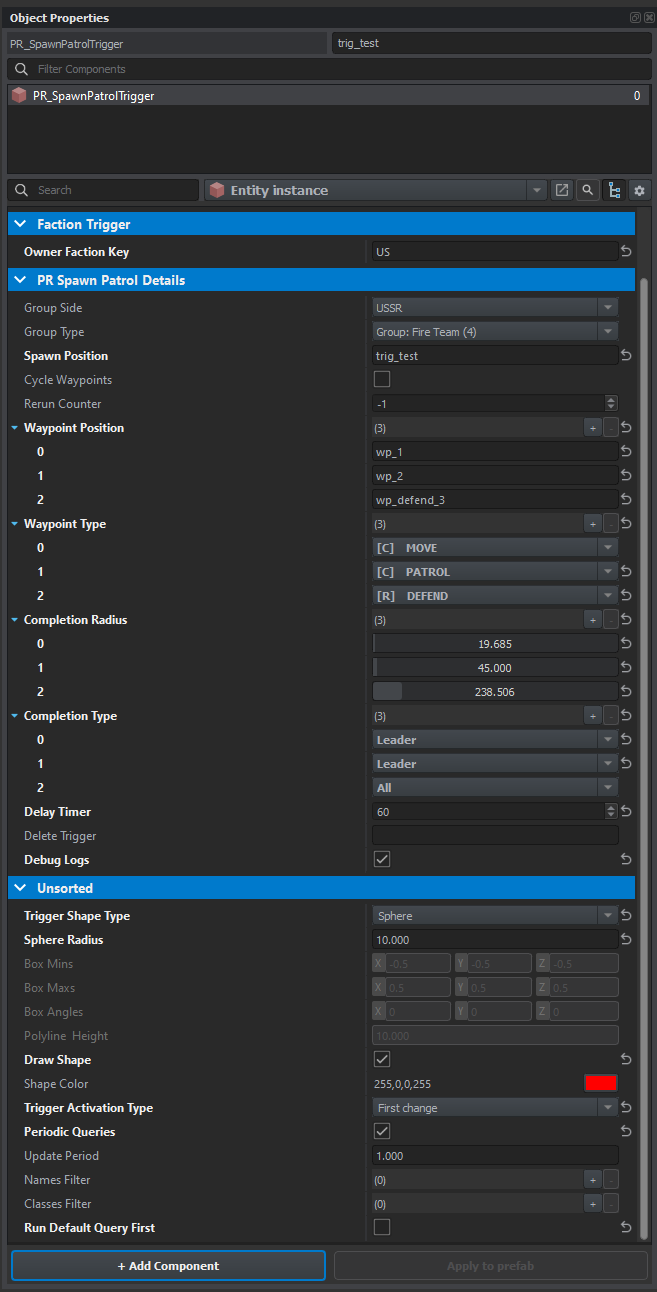 Object Properties
PR_SpawnPatrolTrigger trig_test
Filter Components
PR_SpawnPatrolTrigger 0
Search Entity instance
Faction Trigger
Owner Faction Key US
PR Spawn Patrol Details
Group Side USSR
Group Type Group: Fire Team (4)
Spawn Position trig_test
Cycle Waypoints
Rerun Counter -1
Waypoint Position (3) + -
0 wp_1
1 wp_2
2 wp_defend_3
Waypoint Type (3) + -
0 [C] MOVE
1 [C] PATROL
2 [R] DEFEND
Completion Radius (3) + -
0 19.685
1 45.000
2 238.506
Completion Type (3) + -
0 Leader
1 Leader
2 All
Delay Timer 60
Delete Trigger
Debug Logs
Unsorted
Trigger Shape Type Sphere
Sphere Radius 10.000
Box Mins X -0.5 Y -0.5 Z -0.5
Box Maxs X 0.5 Y 0.5 Z 0.5
Box Angles X 0 Y 0 Z 0
Polyline Height 10.000
Draw Shape
Shape Color 255,0,0,255
Trigger Activation Type First change
Periodic Queries
Update Period 1.000
Names Filter (0) + -
Classes Filter (0) + -
Run Default Query First
+ Add Component Apply to prefab